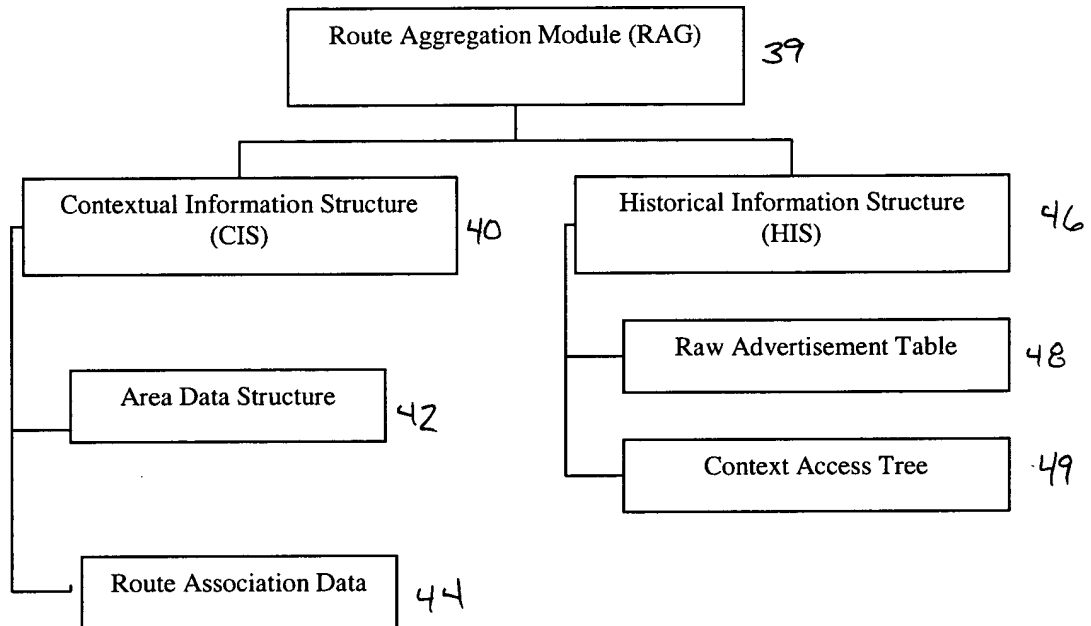 Route Aggregation Module (RAG)
39
Contextual Information Structure
(CIS)
40
Historical Information Structure
(HIS)
46
Raw Advertisement Table
48
Area Data Structure
42
Context Access Tree
49
Route Association Data
44